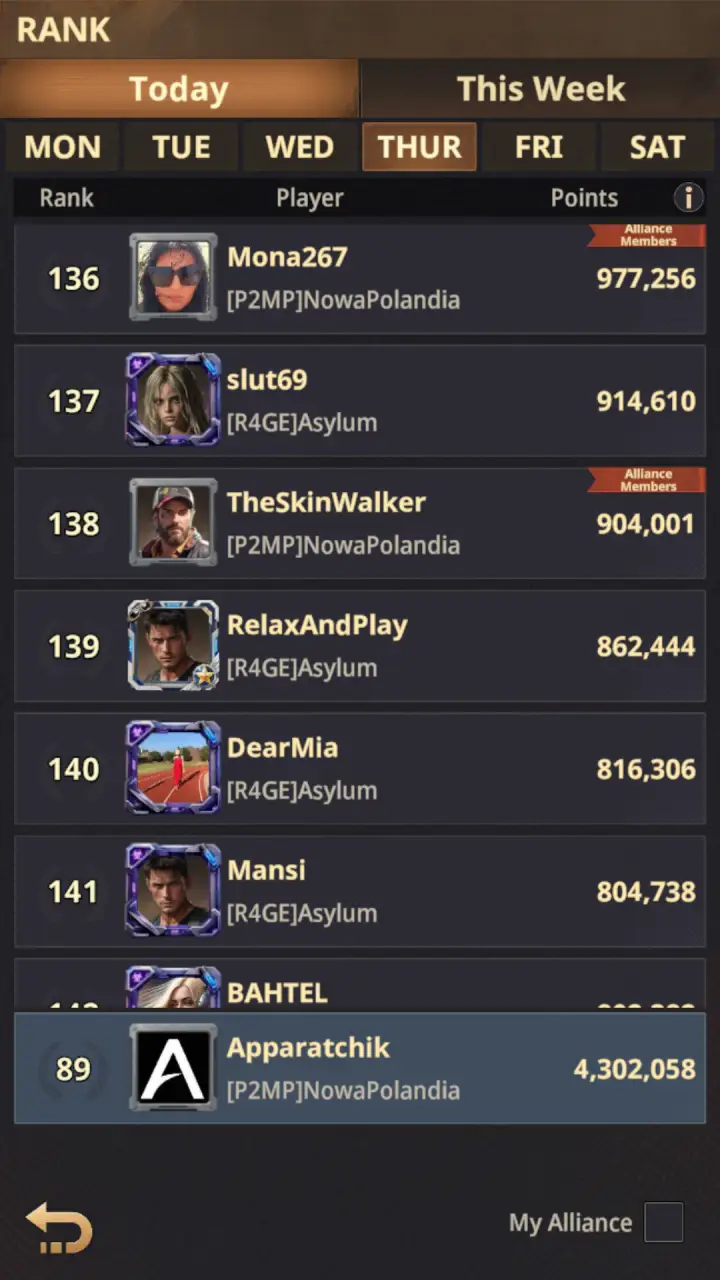 RANK
Today
This Week
MON TUE WED THUR FRI SAT
Rank Player Points
Alliance Members
136 Mona267 977,256
[P2MP]NowaPolandia
137 slut69 914,610
[R4GE]Asylum
Alliance Members
138 TheSkinWalker 904,001
[P2MP]NowaPolandia
139 RelaxAndPlay 862,444
[R4GE]Asylum
140 DearMia 816,306
[R4GE]Asylum
141 Mansi 804,738
[R4GE]Asylum
BAHTEL
89 Apparatchik 4,302,058
[P2MP]NowaPolandia
My Alliance